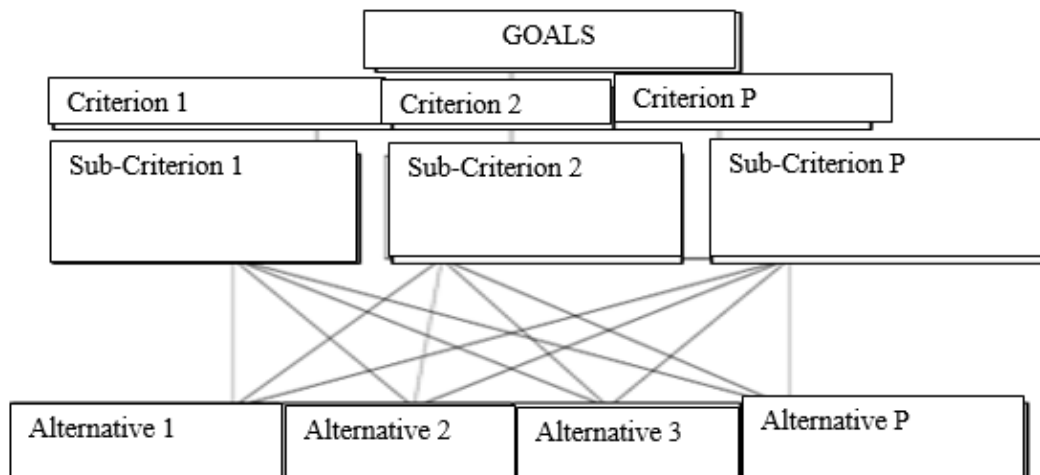 GOALS
Criterion 1
Criterion 2
Criterion P
Sub-Criterion 1
Sub-Criterion 2
Sub-Criterion P
Alternative 1
Alternative 2
Alternative 3
Alternative P